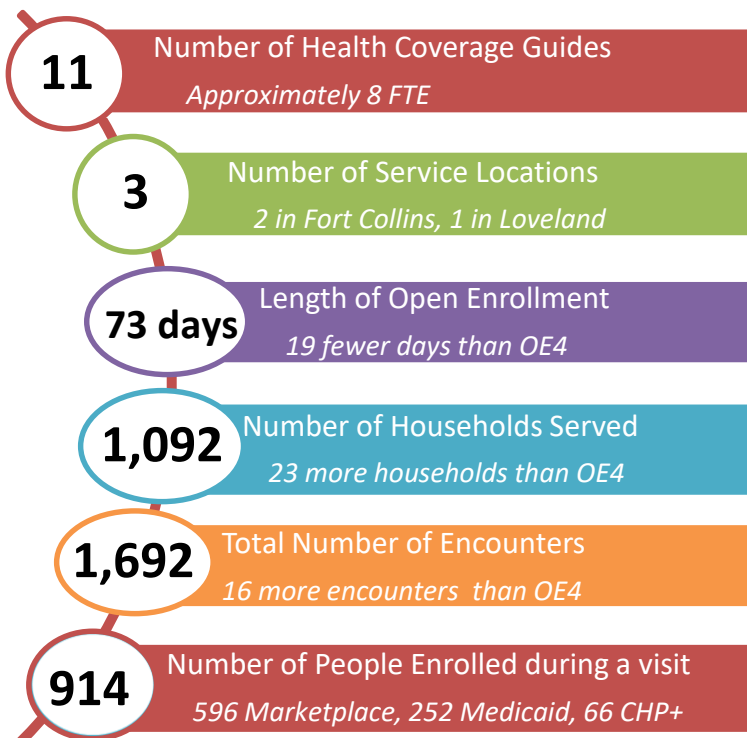 11
Number of Health Coverage Guides
Approximately 8 FTE
3
Number of Service Locations
2 in Fort Collins, 1 in Loveland
73 days
Length of Open Enrollment
19 fewer days than OE4
1,092
Number of Households Served
23 more households than OE4
1,692
Total Number of Encounters
16 more encounters than OE4
914
Number of People Enrolled during a visit
596 Marketplace, 252 Medicaid, 66 CHP+